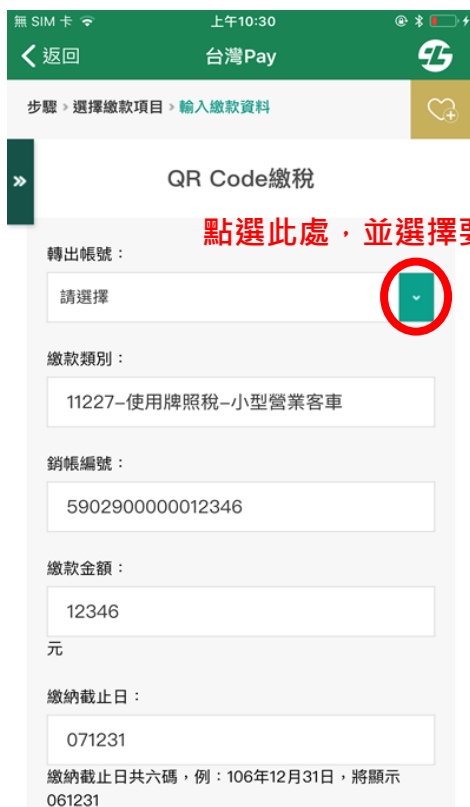 無 SIM 卡 上午10:30
返回 台灣Pay
步驟 » 選擇繳款項目 » 輸入繳款資料
» QR Code繳稅
點選此處，並選擇要
轉出帳號：
請選擇
繳款類別：
11227–使用牌照稅–小型營業客車
銷帳編號：
5902900000012346
繳款金額：
12346
元
繳納截止日：
071231
繳納截止日共六碼，例：106年12月31日，將顯示
061231